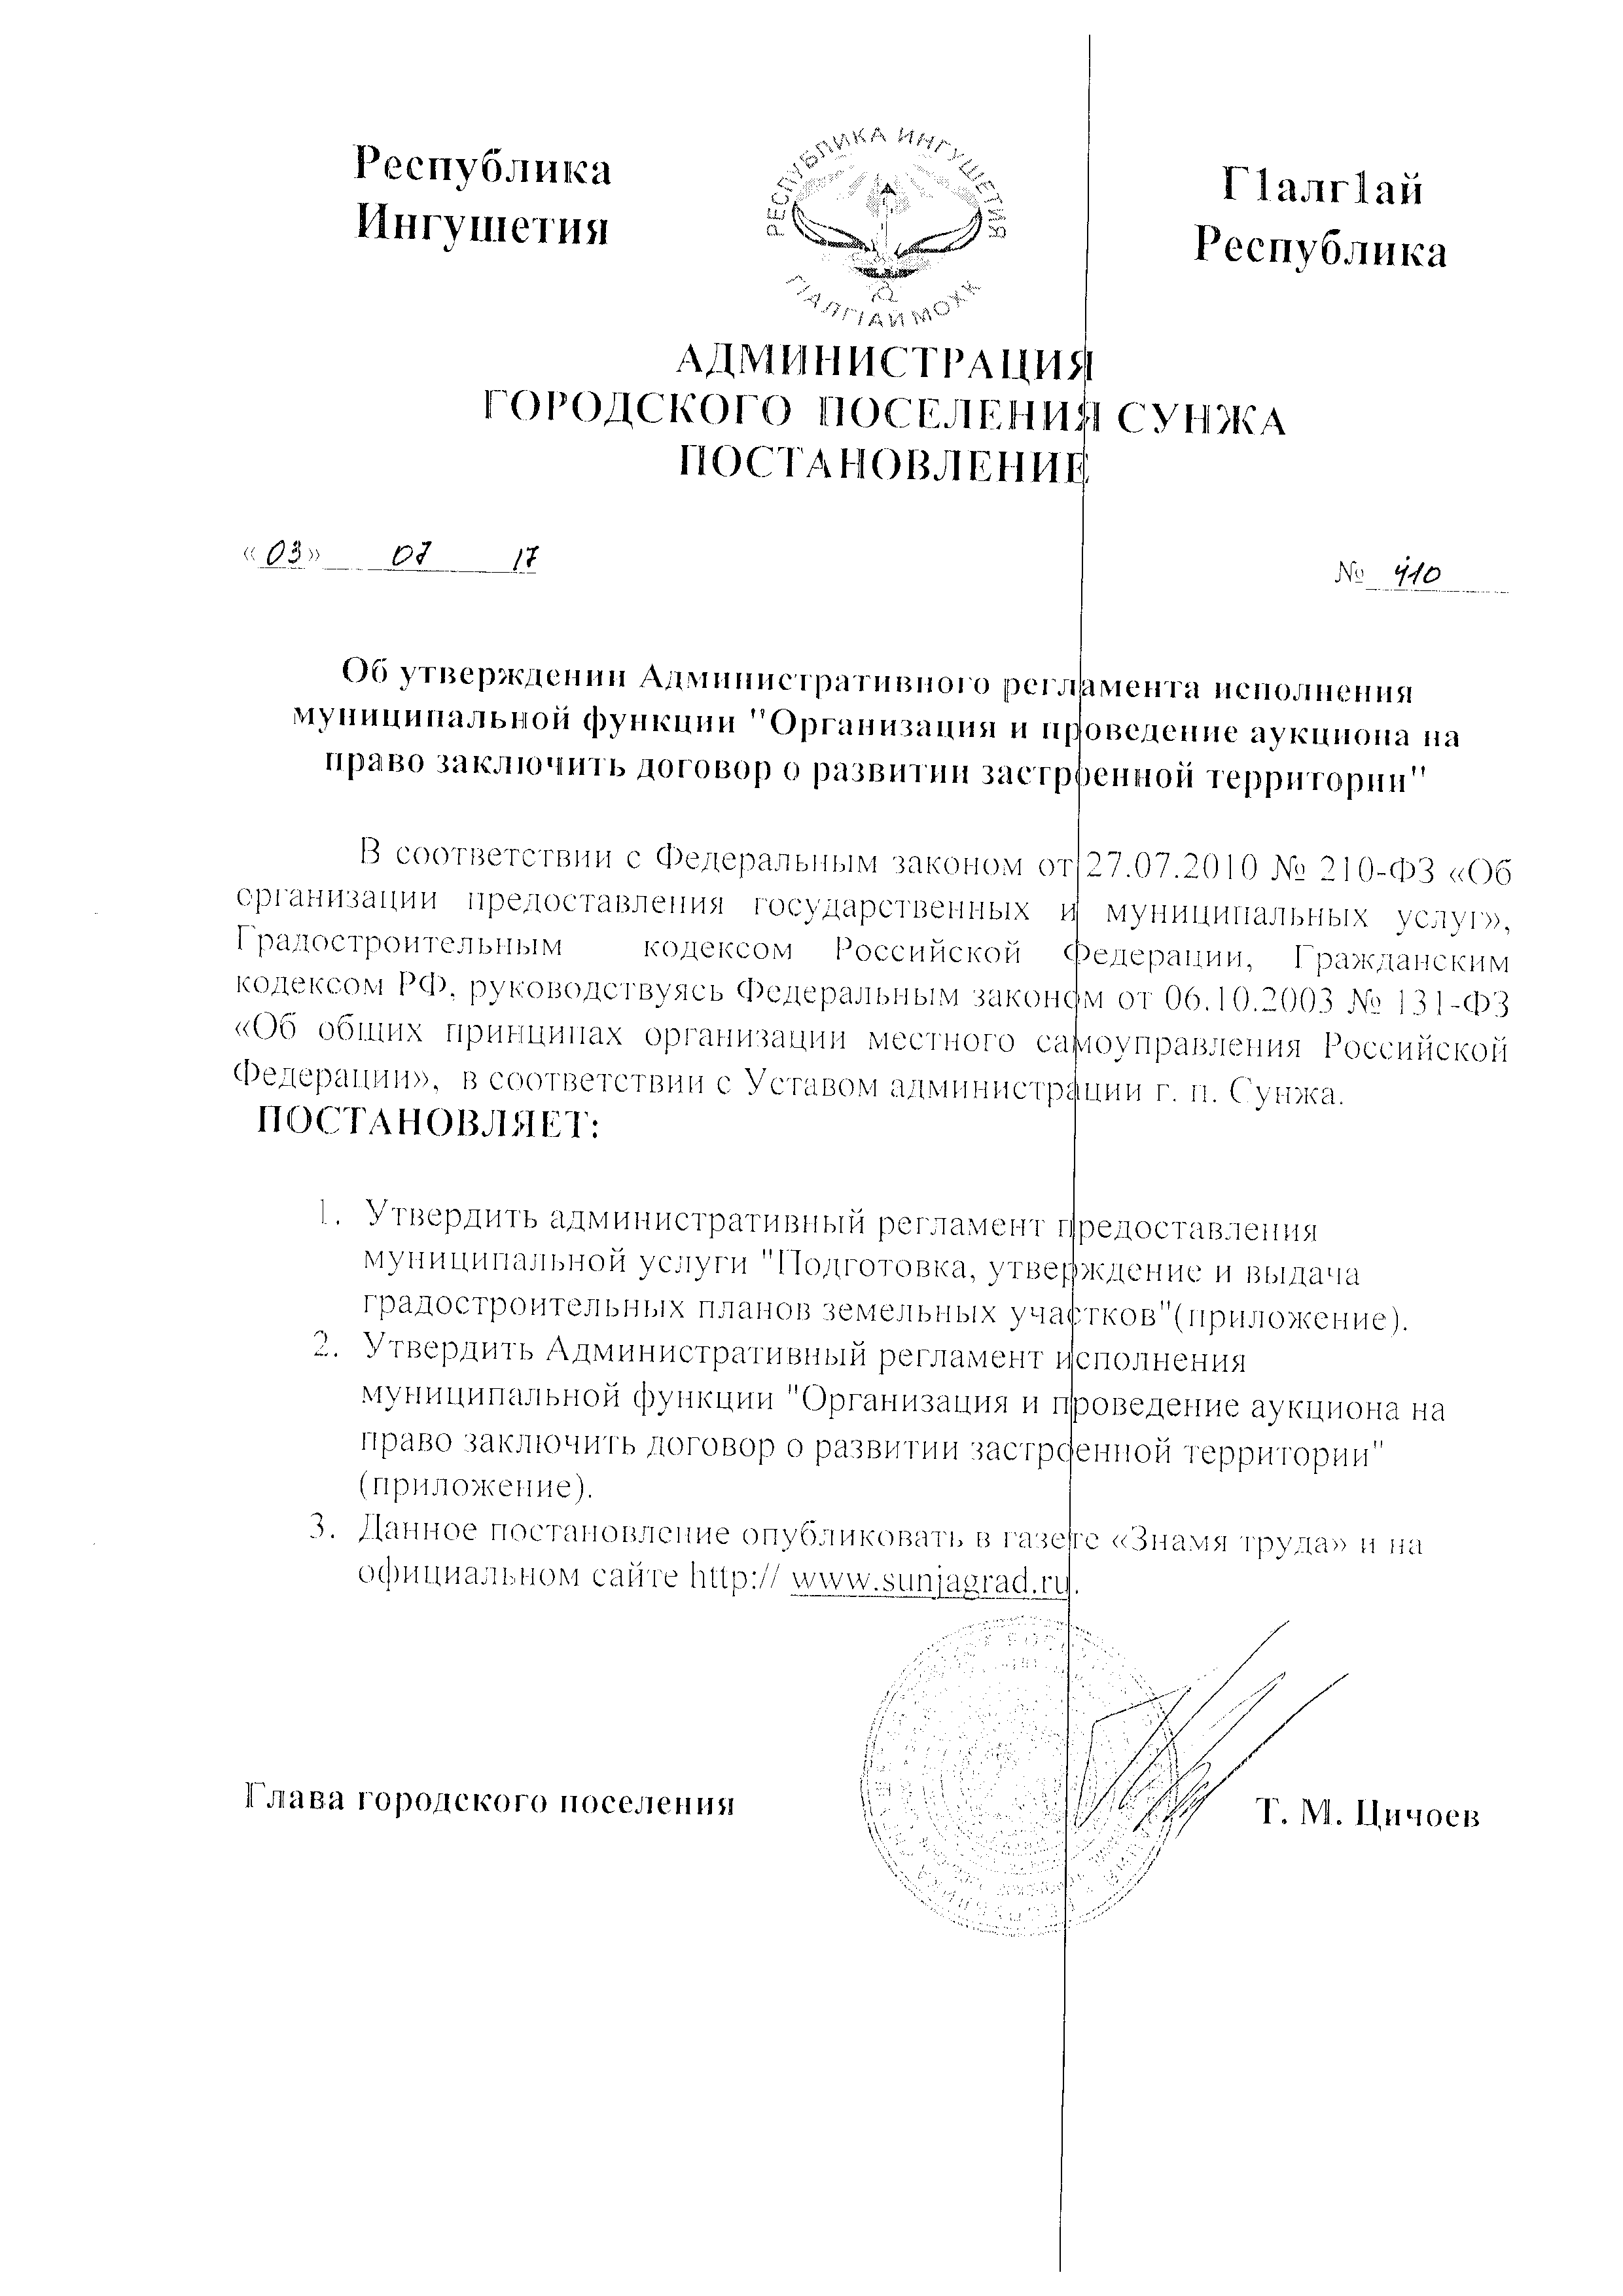 Республика
Ингушетия
РЕСПУБЛИКА ИНГУШЕТИЯ
ГIАЛГIАЙ МОХК
Г1алг1ай
Республика
АДМИНИСТРАЦИЯ
ГОРОДСКОГО ПОСЕЛЕНИЯ СУНЖА
ПОСТАНОВЛЕНИЕ
«03» 07 17
№ 410
Об утверждении Административного регламента исполнения
муниципальной функции "Организация и проведение аукциона на
право заключить договор о развитии застроенной территории"
В соответствии с Федеральным законом от 27.07.2010 № 210-ФЗ «Об
организации предоставления государственных и муниципальных услуг»,
Градостроительным кодексом Российской Федерации, Гражданским
кодексом РФ, руководствуясь Федеральным законом от 06.10.2003 № 131-ФЗ
«Об общих принципах организации местного самоуправления Российской
Федерации», в соответствии с Уставом администрации г. п. Сунжа.
ПОСТАНОВЛЯЕТ:
1. Утвердить административный регламент предоставления
муниципальной услуги "Подготовка, утверждение и выдача
градостроительных планов земельных участков"(приложение).
2. Утвердить Административный регламент исполнения
муниципальной функции "Организация и проведение аукциона на
право заключить договор о развитии застроенной территории"
(приложение).
3. Данное постановление опубликовать в газете «Знамя труда» и на
официальном сайте http:// www.sunjagrad.ru.
Глава городского поселения
Т. М. Цичоев